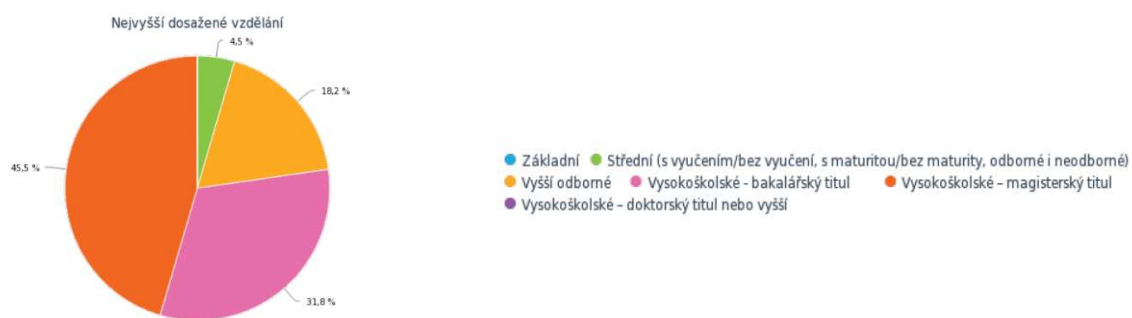 Nejvyšší dosažené vzdělání
4,5 %
18,2 %
45,5 %
31,8 %
Základní Střední (s vyučením/bez vyučení, s maturitou/bez maturity, odborné i neodborné)
Vyšší odborné Vysokoškolské - bakalářský titul Vysokoškolské – magisterský titul
Vysokoškolské – doktorský titul nebo vyšší